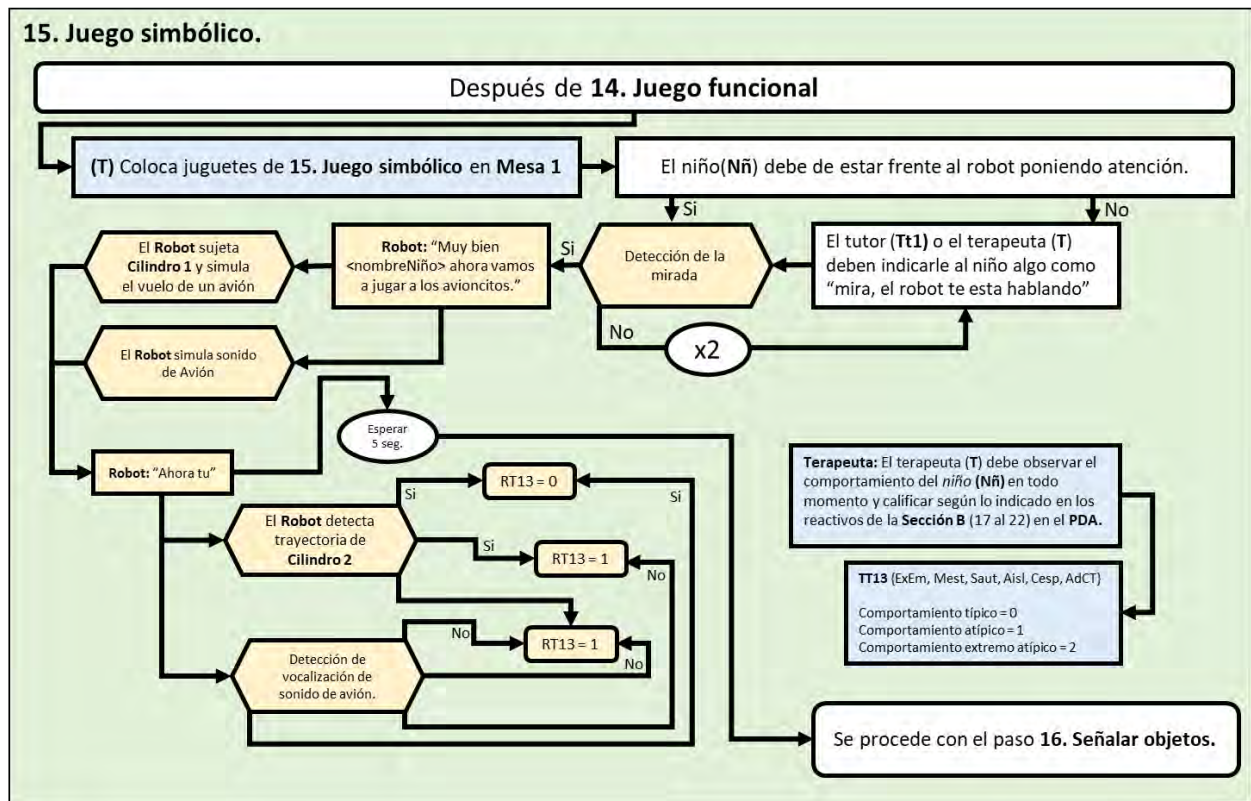 15. Juego simbólico.
Después de 14. Juego funcional
(T) Coloca juguetes de 15. Juego simbólico en Mesa 1
El niño(Nñ) debe de estar frente al robot poniendo atención.
Si
No
El Robot sujeta
Cilindro 1 y simula
el vuelo de un avión
Robot: “Muy bien
<nombreNiño> ahora vamos
a jugar a los avioncitos.”
Si
Detección de la
mirada
El tutor (Tt1) o el terapeuta (T)
deben indicarle al niño algo como
“mira, el robot te esta hablando”
No
x2
El Robot simula sonido
de Avión
Esperar
5 seg.
Robot: “Ahora tu”
Terapeuta: El terapeuta (T) debe observar el
comportamiento del niño (Nñ) en todo
momento y calificar según lo indicado en los
reactivos de la Sección B (17 al 22) en el PDA.
Si
RT13 = 0
Si
El Robot detecta
trayectoria de
Cilindro 2
Si
RT13 = 1
No
TT13 (ExEm, Mest, Saut, Aisl, Cesp, AdCT)
Comportamiento típico = 0
Comportamiento atípico = 1
Comportamiento extremo atípico = 2
No
RT13 = 1
No
Detección de
vocalización de
sonido de avión.
Se procede con el paso 16. Señalar objetos.